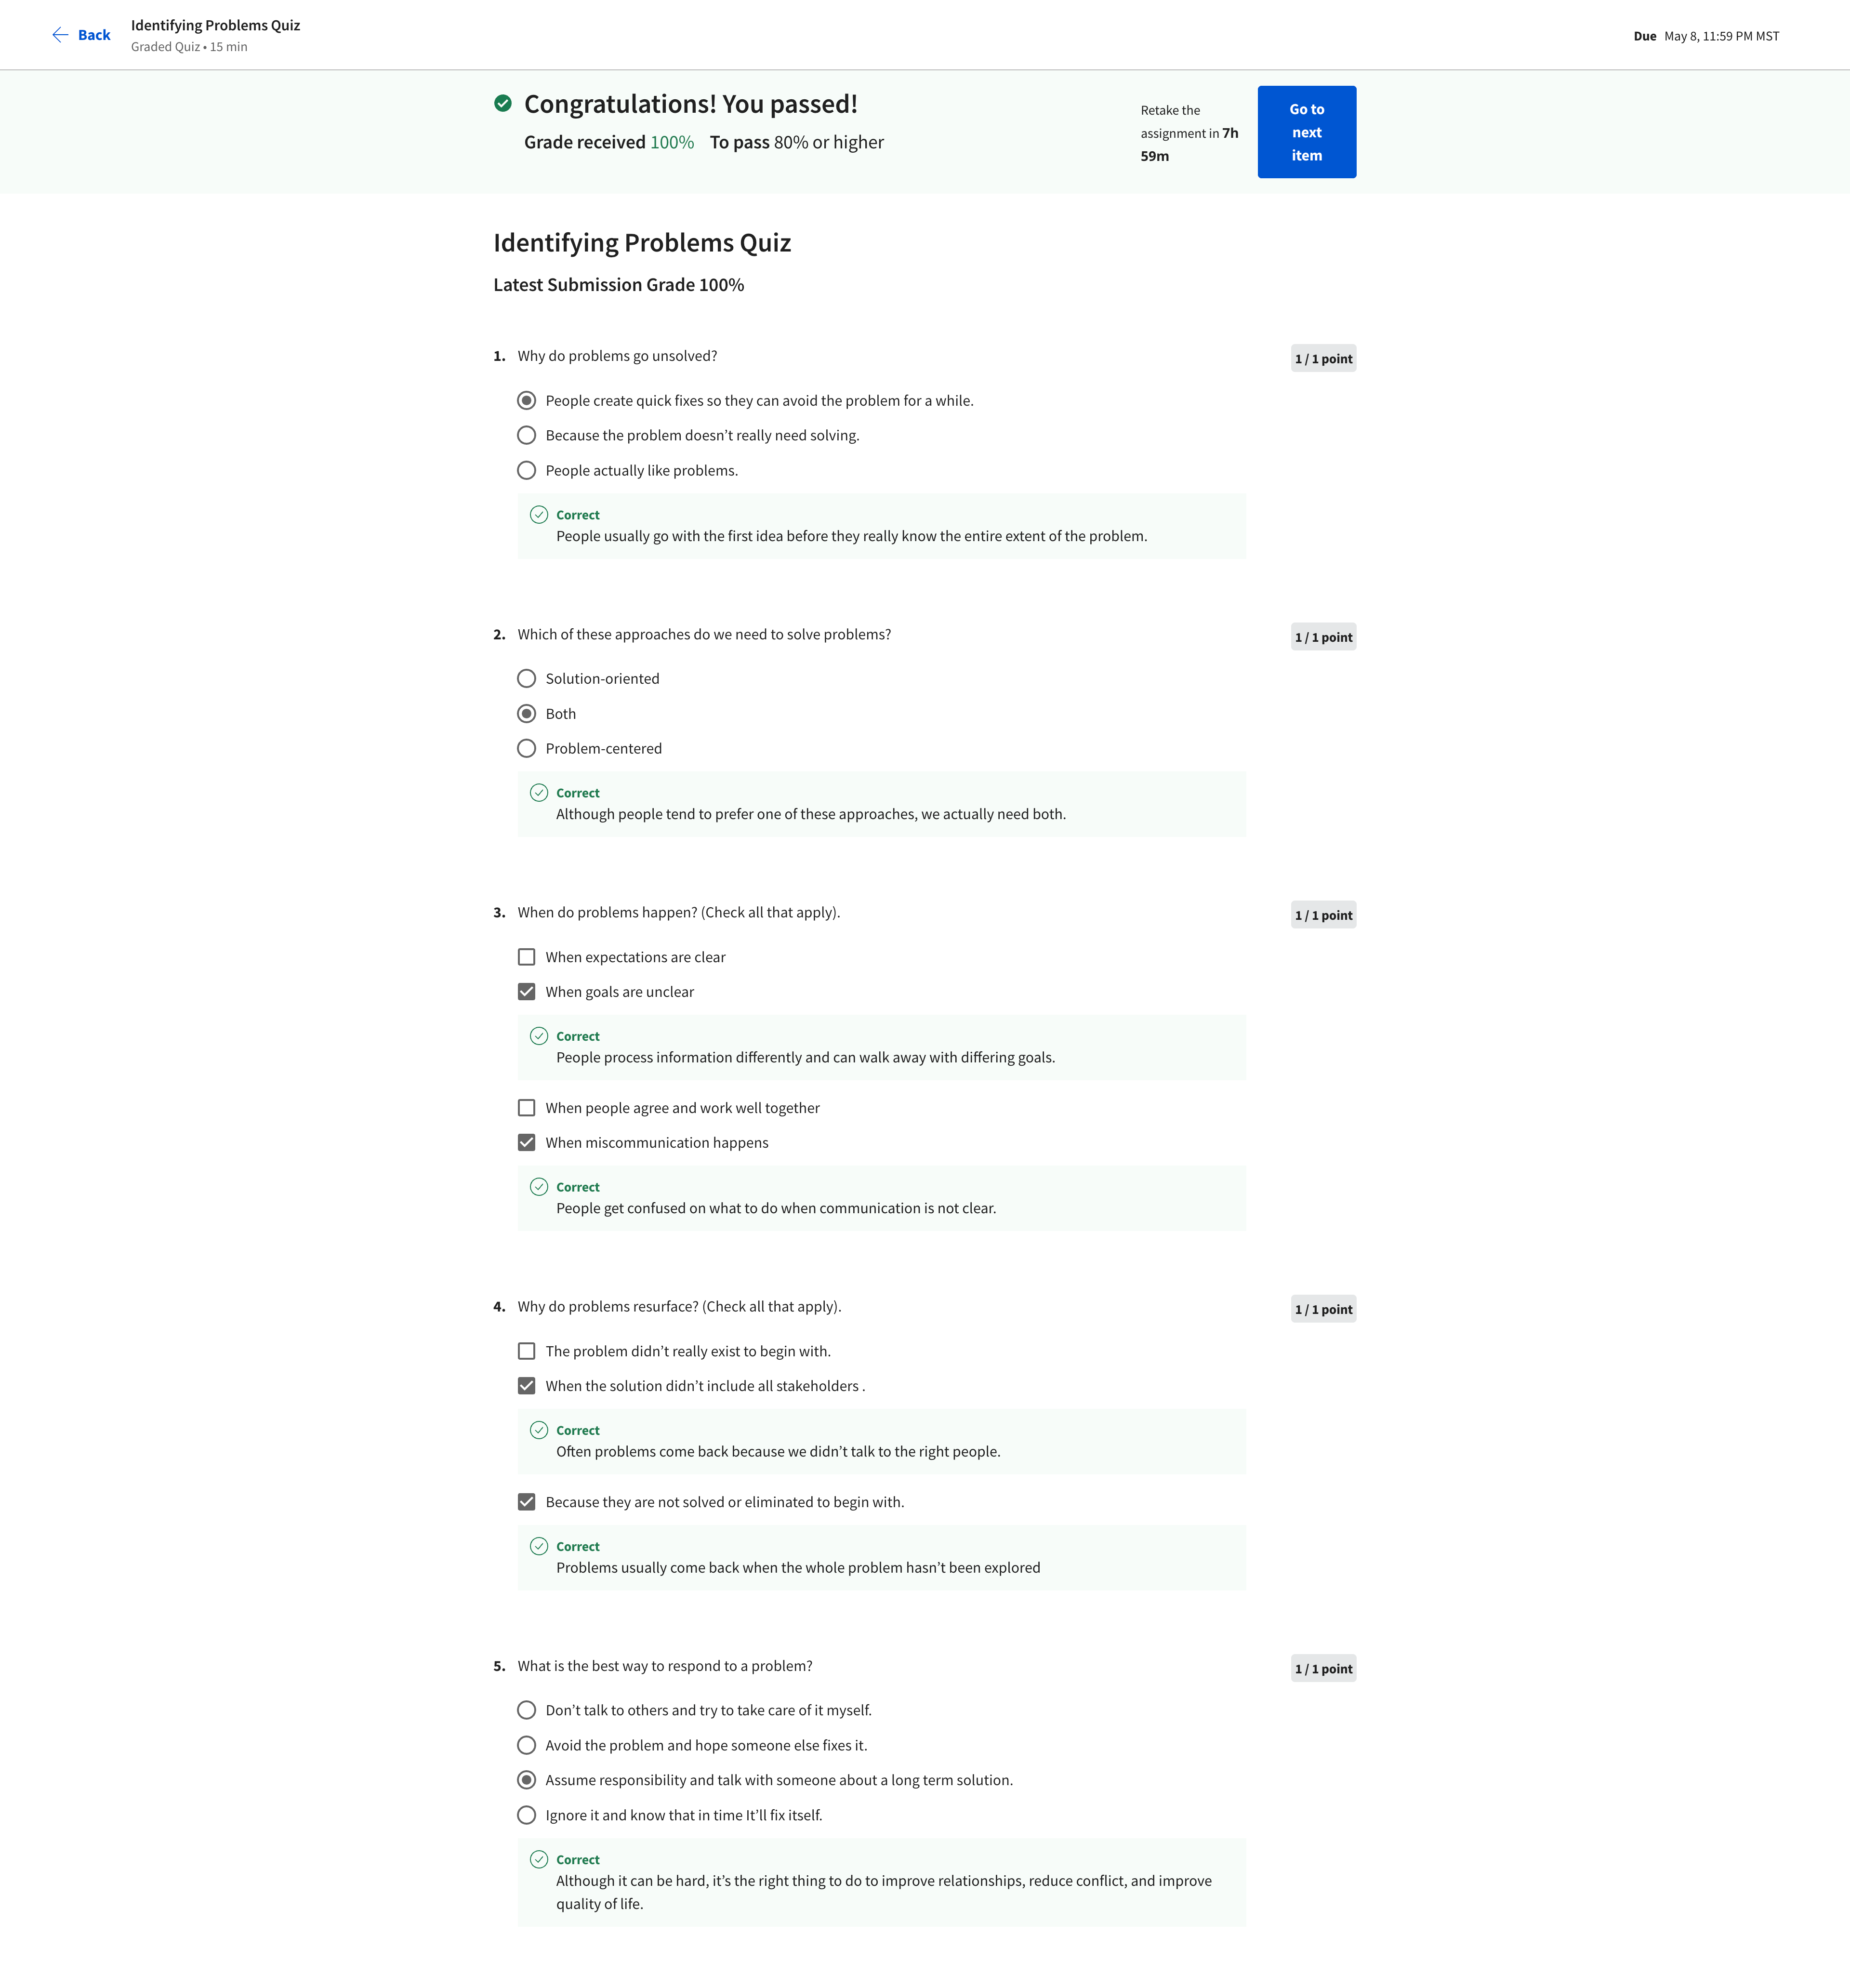 Back
Identifying Problems Quiz
Graded Quiz • 15 min
Due May 8, 11:59 PM MST
Congratulations! You passed!
Grade received 100% To pass 80% or higher
Retake the
assignment in 7h
59m
Go to
next
item
Identifying Problems Quiz
Latest Submission Grade 100%
1. Why do problems go unsolved?
1 / 1 point
People create quick fixes so they can avoid the problem for a while.
Because the problem doesn’t really need solving.
People actually like problems.
Correct
People usually go with the first idea before they really know the entire extent of the problem.
2. Which of these approaches do we need to solve problems?
1 / 1 point
Solution-oriented
Both
Problem-centered
Correct
Although people tend to prefer one of these approaches, we actually need both.
3. When do problems happen? (Check all that apply).
1 / 1 point
When expectations are clear
When goals are unclear
Correct
People process information differently and can walk away with differing goals.
When people agree and work well together
When miscommunication happens
Correct
People get confused on what to do when communication is not clear.
4. Why do problems resurface? (Check all that apply).
1 / 1 point
The problem didn’t really exist to begin with.
When the solution didn’t include all stakeholders .
Correct
Often problems come back because we didn’t talk to the right people.
Because they are not solved or eliminated to begin with.
Correct
Problems usually come back when the whole problem hasn’t been explored
5. What is the best way to respond to a problem?
1 / 1 point
Don’t talk to others and try to take care of it myself.
Avoid the problem and hope someone else fixes it.
Assume responsibility and talk with someone about a long term solution.
Ignore it and know that in time It’ll fix itself.
Correct
Although it can be hard, it’s the right thing to do to improve relationships, reduce conflict, and improve
quality of life.